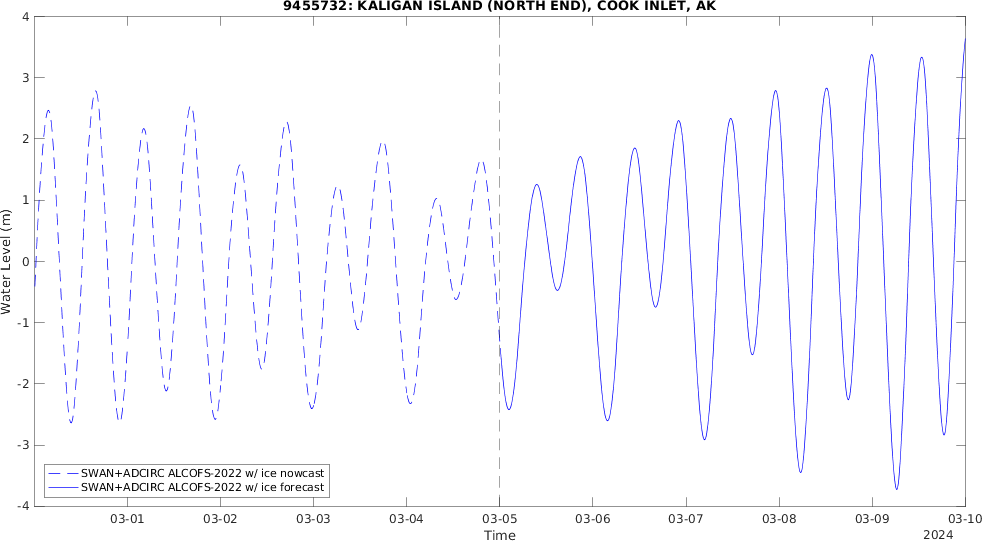 9455732: KALIGAN ISLAND (NORTH END), COOK INLET, AK
4
3
2
1
0
-1
-2
-3
-4
Water Level (m)
SWAN+ADCIRC ALCOFS-2022 w/ ice nowcast
SWAN+ADCIRC ALCOFS-2022 w/ ice forecast
03-01 03-02 03-03 03-04 03-05 03-06 03-07 03-08 03-09 03-10
Time
2024